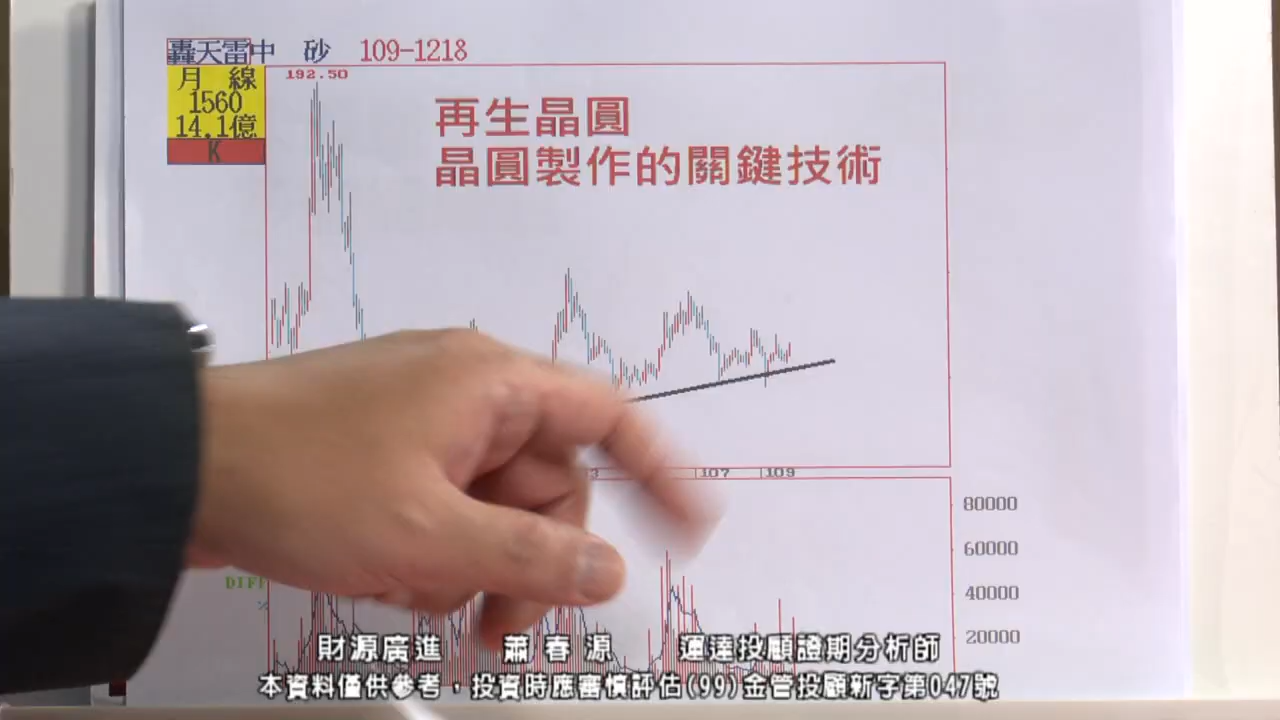 轟天雷中 砂 109-1218
月 線
1560
14.1億
K
192.50
再生晶圓
晶圓製作的關鍵技術
107 109
80000
60000
40000
20000
財源廣進 蕭春源 運達投顧證期分析師
本資料僅供參考，投資時應審慎評估(99)金管投顧新字第047號